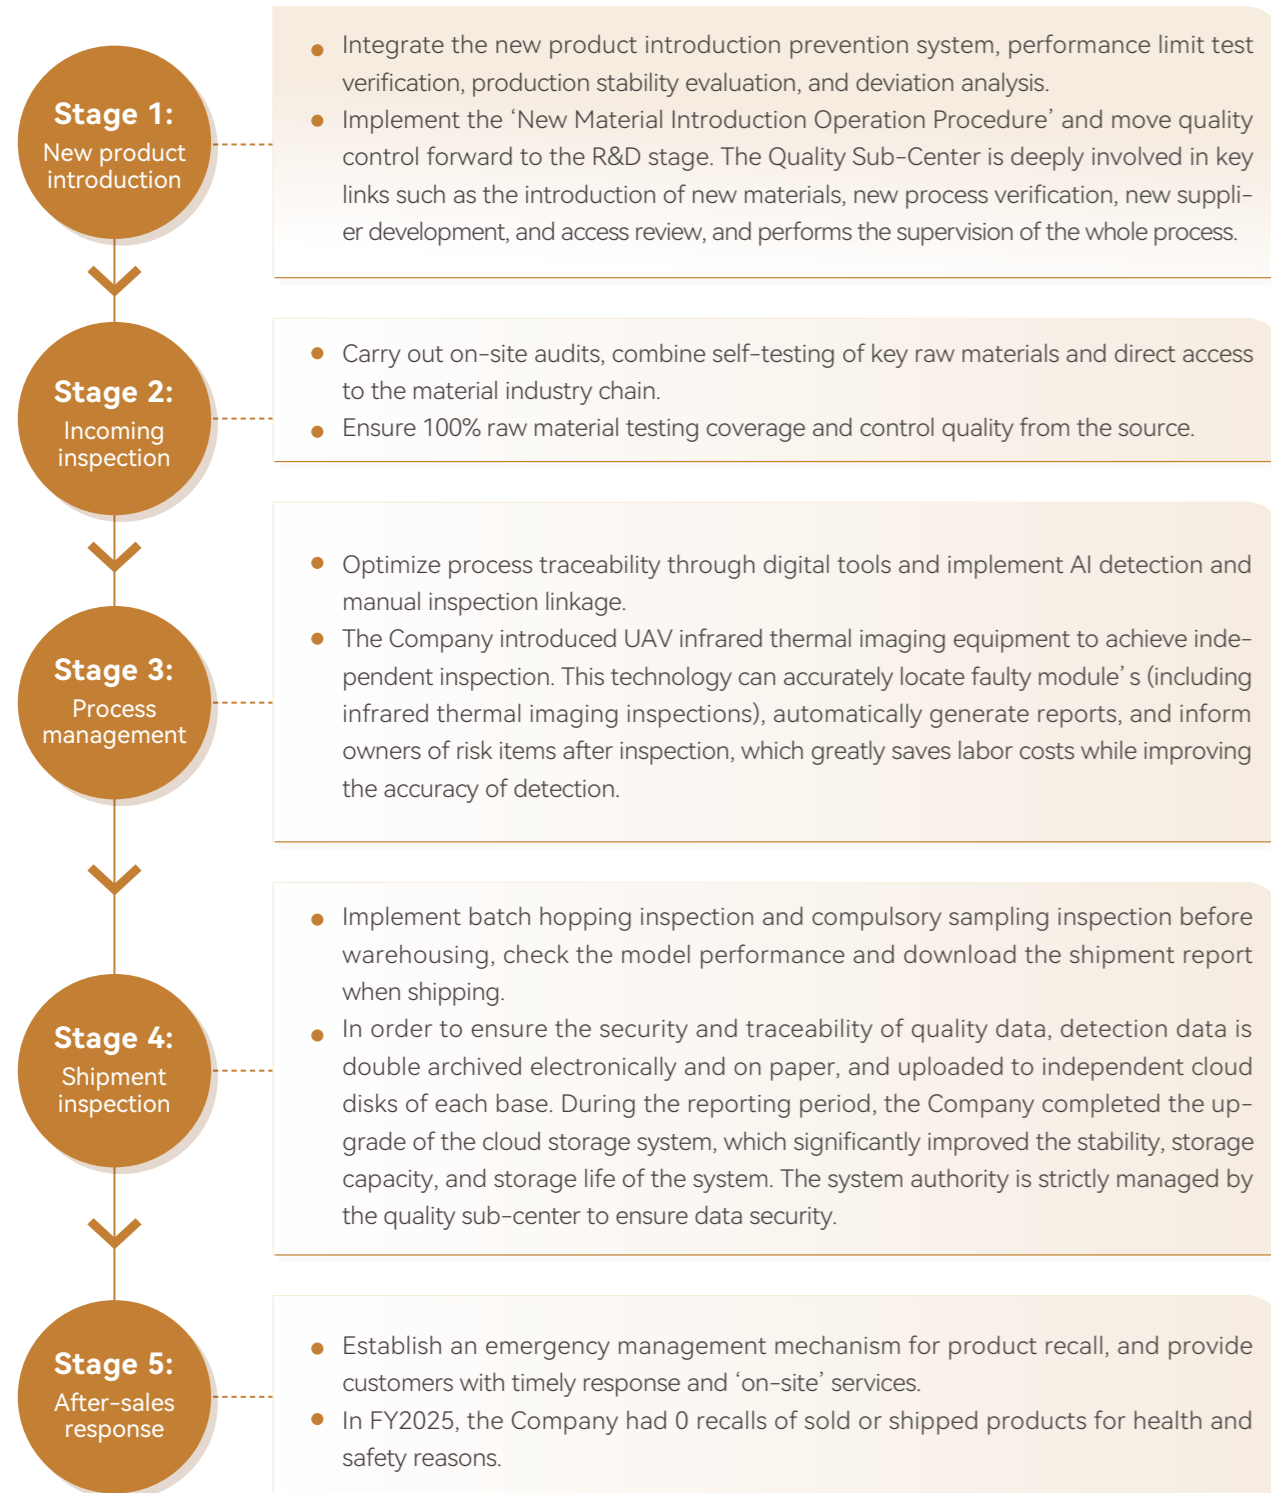 Stage 1:
New product
introduction
● Integrate the new product introduction prevention system, performance limit test
verification, production stability evaluation, and deviation analysis.
● Implement the ‘New Material Introduction Operation Procedure’ and move quality
control forward to the R&D stage. The Quality Sub-Center is deeply involved in key
links such as the introduction of new materials, new process verification, new suppli-
er development, and access review, and performs the supervision of the whole process.
Stage 2:
Incoming
inspection
● Carry out on-site audits, combine self-testing of key raw materials and direct access
to the material industry chain.
● Ensure 100% raw material testing coverage and control quality from the source.
Stage 3:
Process
management
● Optimize process traceability through digital tools and implement AI detection and
manual inspection linkage.
● The Company introduced UAV infrared thermal imaging equipment to achieve inde-
pendent inspection. This technology can accurately locate faulty module’ s (including
infrared thermal imaging inspections), automatically generate reports, and inform
owners of risk items after inspection, which greatly saves labor costs while improving
the accuracy of detection.
Stage 4:
Shipment
inspection
● Implement batch hopping inspection and compulsory sampling inspection before
warehousing, check the model performance and download the shipment report
when shipping.
● In order to ensure the security and traceability of quality data, detection data is
double archived electronically and on paper, and uploaded to independent cloud
disks of each base. During the reporting period, the Company completed the up-
grade of the cloud storage system, which significantly improved the stability, storage
capacity, and storage life of the system. The system authority is strictly managed by
the quality sub-center to ensure data security.
Stage 5:
After-sales
response
● Establish an emergency management mechanism for product recall, and provide
customers with timely response and ‘on-site’ services.
● In FY2025, the Company had 0 recalls of sold or shipped products for health and
safety reasons.